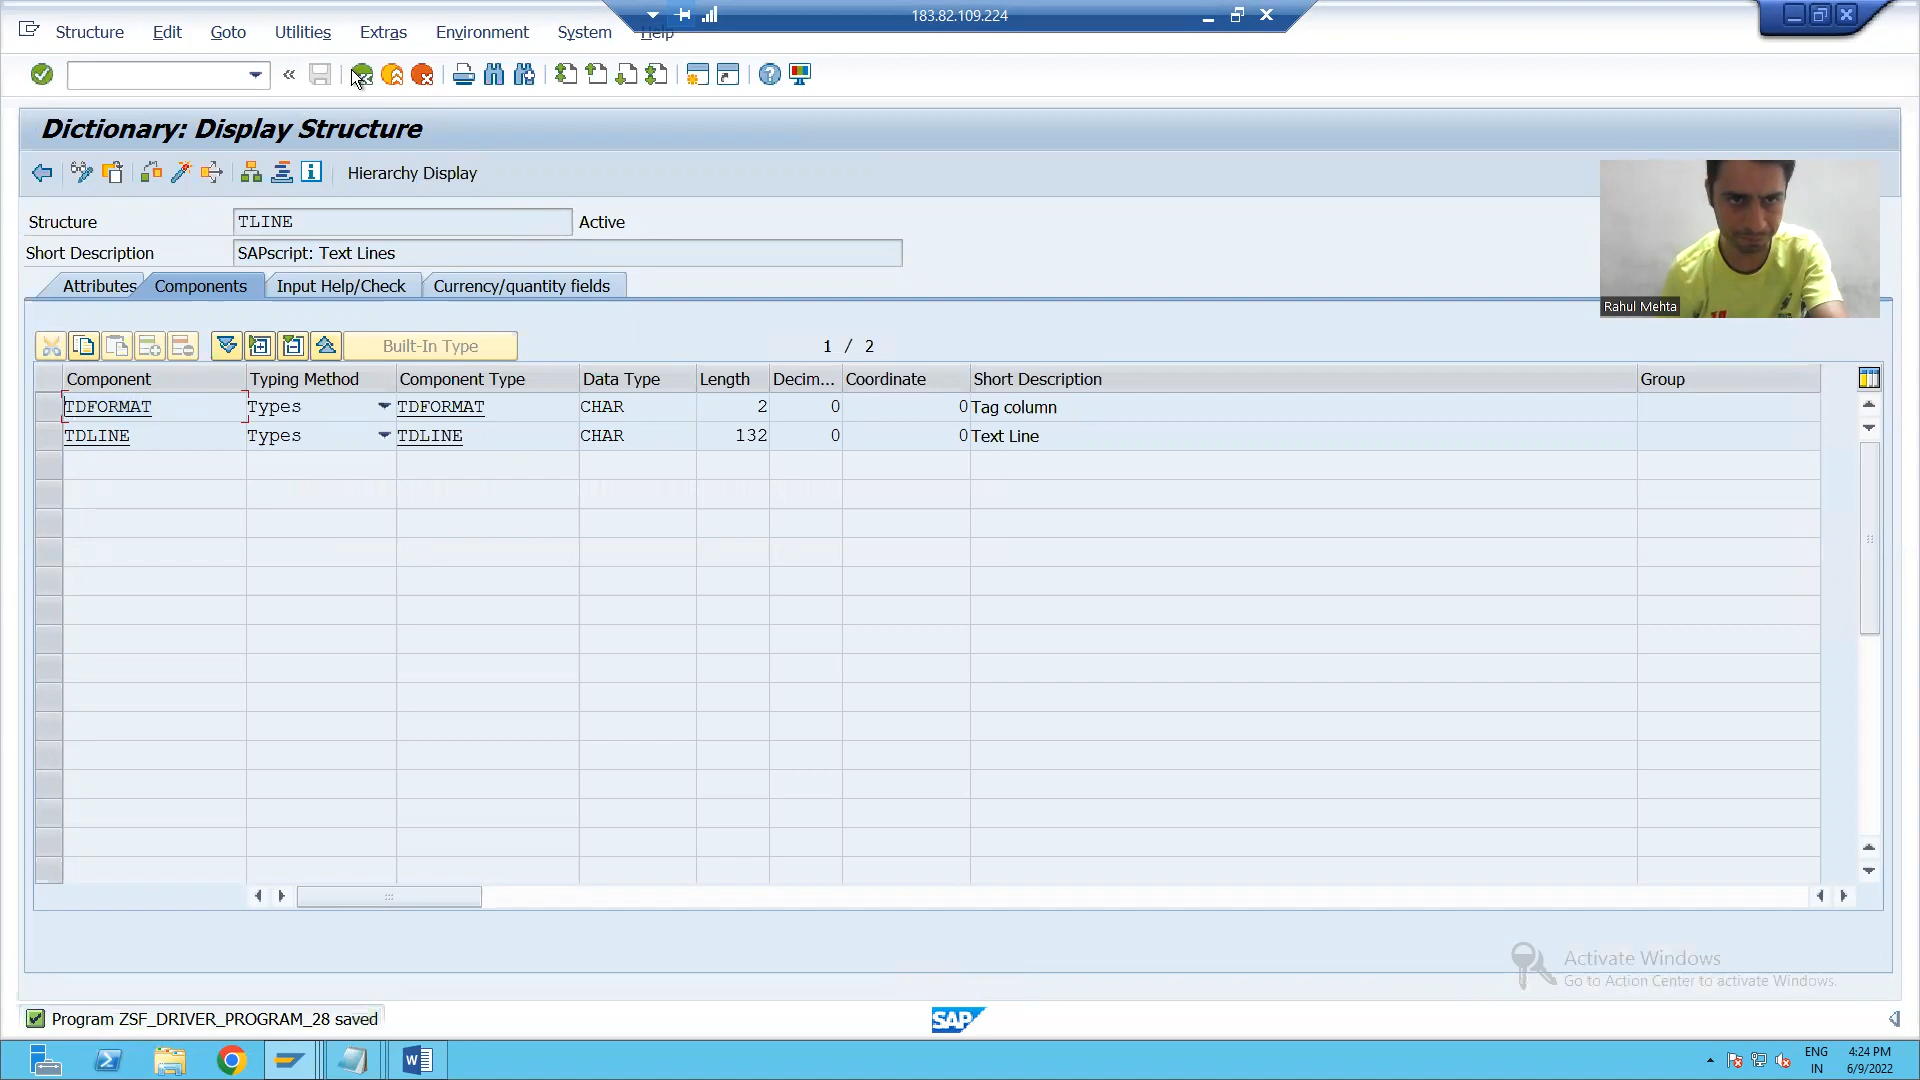 183.82.109.224
Structure Edit Goto Utilities Extras Environment System Help
Dictionary: Display Structure
Hierarchy Display
Structure TLINE Active
Short Description SAPscript: Text Lines
Rahul Mehta
Attributes Components Input Help/Check Currency/quantity fields
Built-In Type 1 / 2
Component Typing Method Component Type Data Type Length Decim... Coordinate Short Description Group
TDFORMAT Types TDFORMAT CHAR 2 0 0 Tag column
TDLINE Types TDLINE CHAR 132 0 0 Text Line
Activate Windows
Go to Action Center to activate Windows.
Program ZSF_DRIVER_PROGRAM_28 saved
SAP
ENG 4:24 PM
IN 6/9/2022